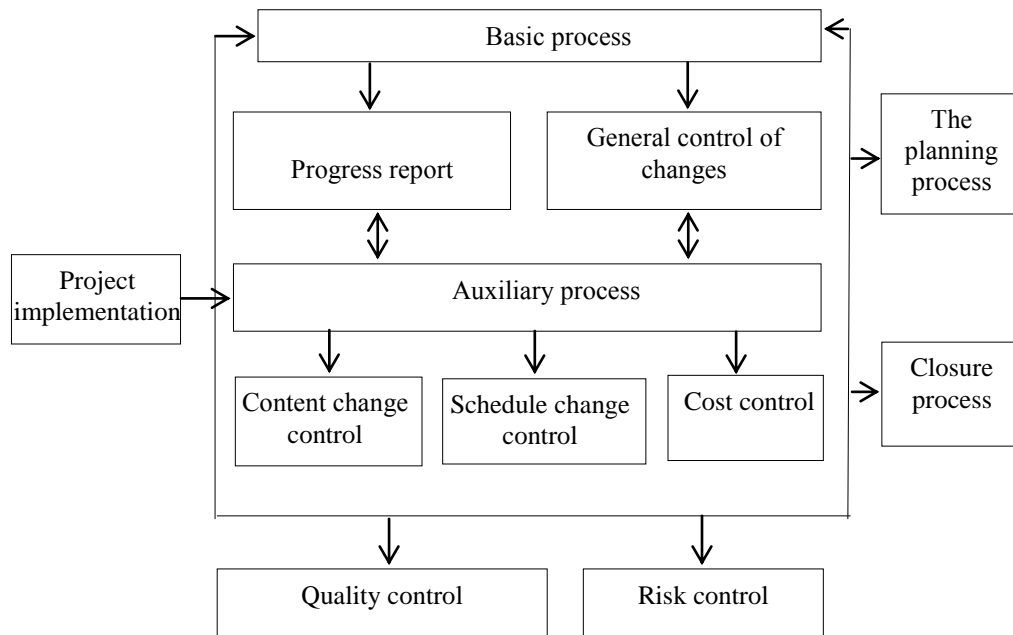 Basic process
Progress report
General control of
changes
The
planning
process
Project
implementation
Auxiliary process
Content change
control
Schedule change
control
Cost control
Closure
process
Quality control
Risk control